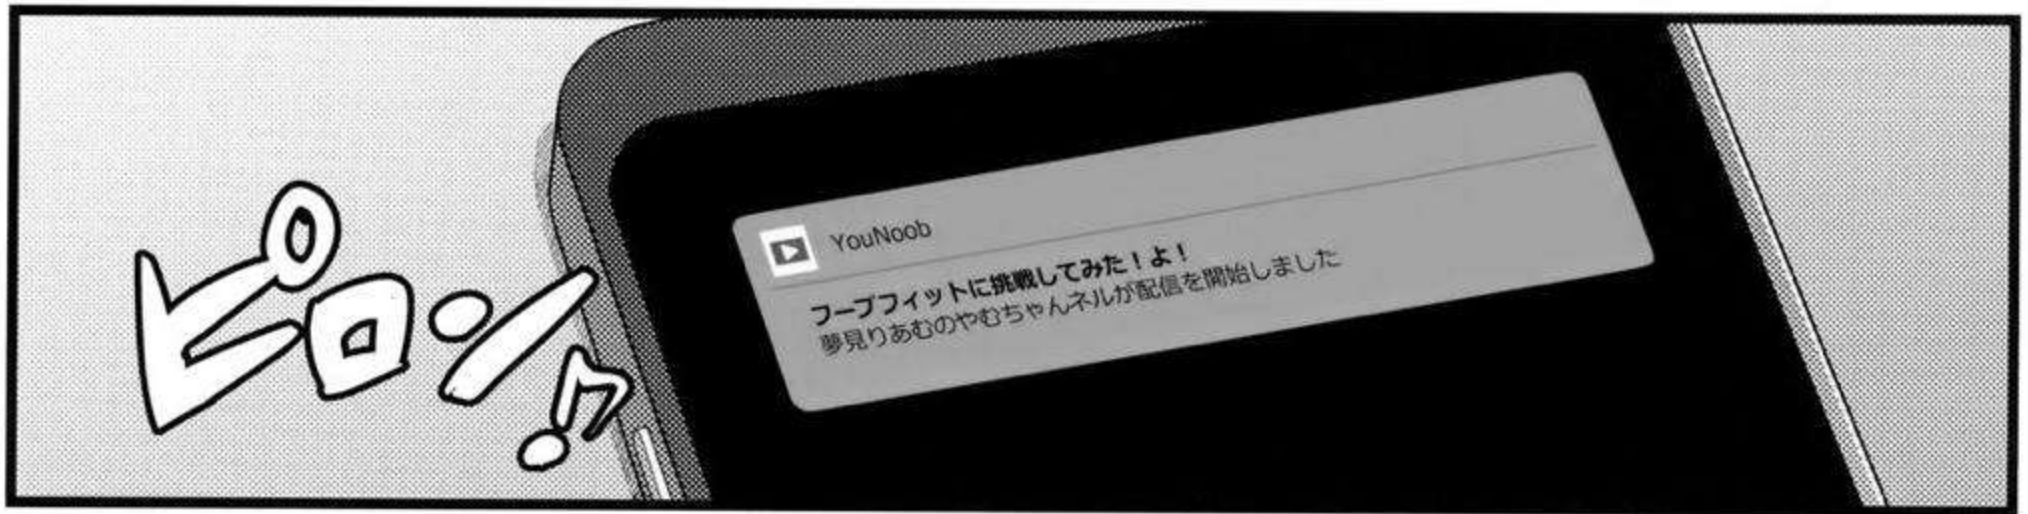 ピロン♪
YouNoob
フープフィットに挑戦してみた！よ！
夢見りあむのやむちゃんネルが配信を開始しました